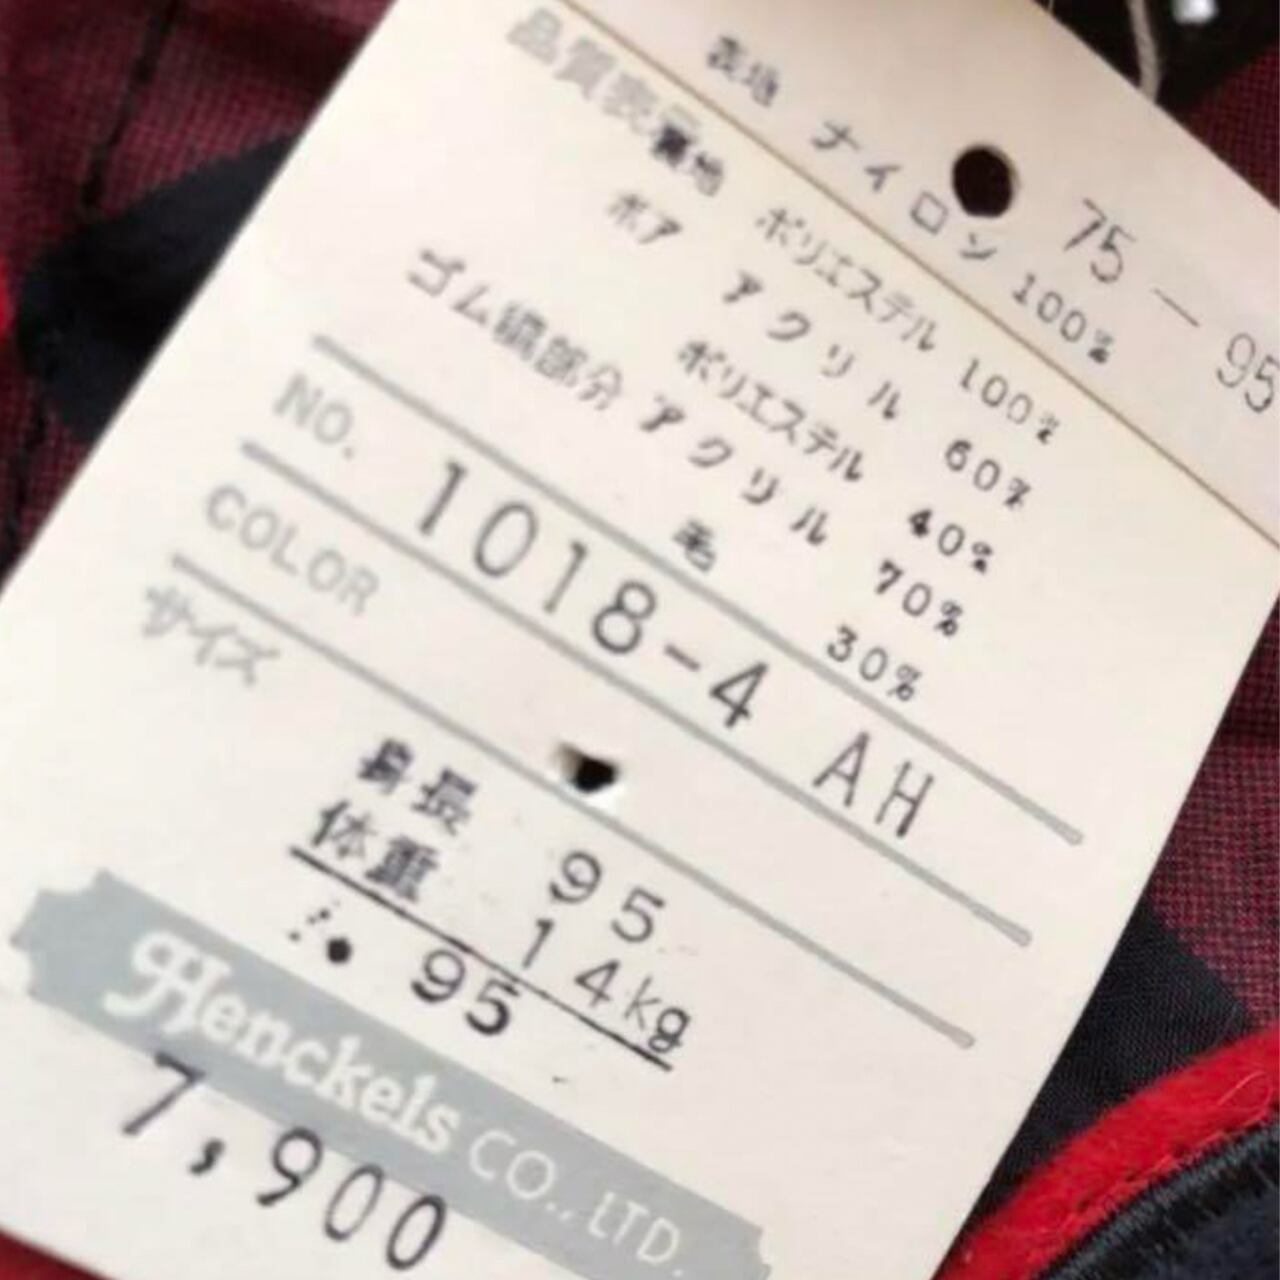 75-95
表地 ナイロン 100%
品質表示
裏地 ポリエステル 100%
ボア アクリル 60%
ポリエステル 40%
ゴム編部分 アクリル 70%
毛 30%
NO. 1018-4 AH
COLOR
サイズ
身長 95
体重 14kg
95
Henckels CO., LTD.
7,900